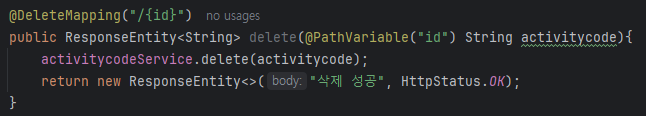 @DeleteMapping("/{id}") no usages
public ResponseEntity<String> delete(@PathVariable("id") String activitycode){
activitycodeService.delete(activitycode);
return new ResponseEntity<>( body: "삭제 성공", HttpStatus.OK);
}